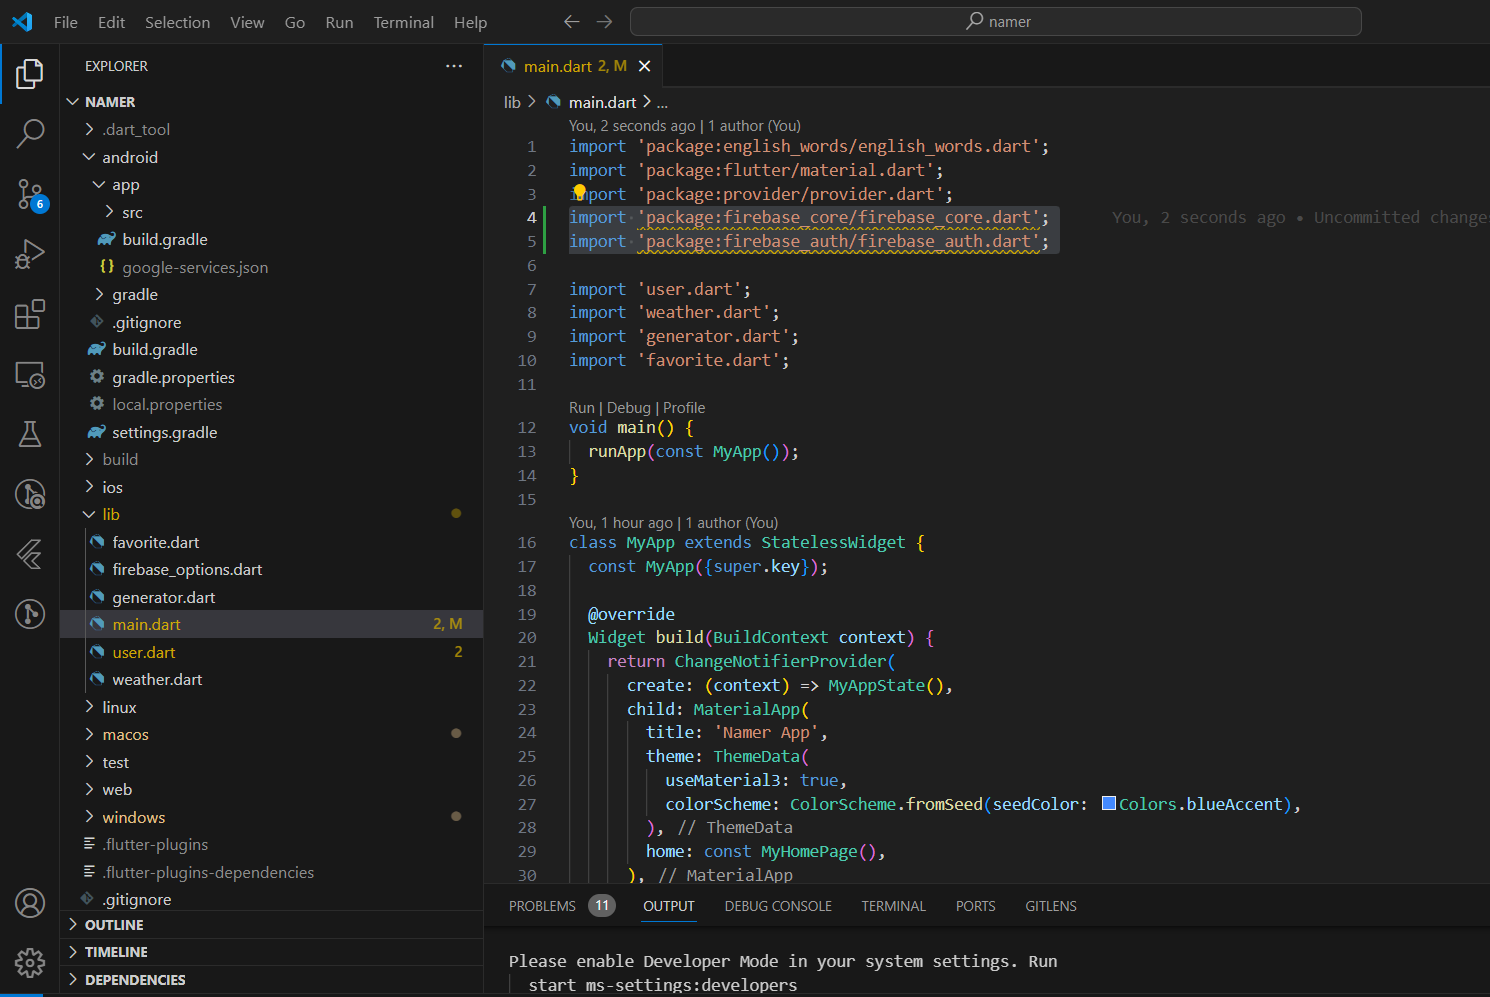 File Edit Selection View Go Run Terminal Help
namer
EXPLORER
NAMER
.dart_tool
android
app
src
build.gradle
google-services.json
gradle
.gitignore
build.gradle
gradle.properties
local.properties
settings.gradle
build
ios
lib
favorite.dart
firebase_options.dart
generator.dart
main.dart 2, M
user.dart 2
weather.dart
linux
macos
test
web
windows
.flutter-plugins
.flutter-plugins-dependencies
.gitignore
OUTLINE
TIMELINE
DEPENDENCIES
6
main.dart 2, M
lib > main.dart > ...
You, 2 seconds ago | 1 author (You)
1 import 'package:english_words/english_words.dart';
2 import 'package:flutter/material.dart';
3 import 'package:provider/provider.dart';
4 import 'package:firebase_core/firebase_core.dart'; You, 2 seconds ago • Uncommitted change
5 import 'package:firebase_auth/firebase_auth.dart';
6
7 import 'user.dart';
8 import 'weather.dart';
9 import 'generator.dart';
10 import 'favorite.dart';
11
Run | Debug | Profile
12 void main() {
13 runApp(const MyApp());
14 }
15
You, 1 hour ago | 1 author (You)
16 class MyApp extends StatelessWidget {
17 const MyApp({super.key});
18
19 @override
20 Widget build(BuildContext context) {
21 return ChangeNotifierProvider(
22 create: (context) => MyAppState(),
23 child: MaterialApp(
24 title: 'Namer App',
25 theme: ThemeData(
26 useMaterial3: true,
27 colorScheme: ColorScheme.fromSeed(seedColor: Colors.blueAccent),
28 ), // ThemeData
29 home: const MyHomePage(),
30 ), // MaterialApp
PROBLEMS 11 OUTPUT DEBUG CONSOLE TERMINAL PORTS GITLENS
Please enable Developer Mode in your system settings. Run
start ms-settings:developers